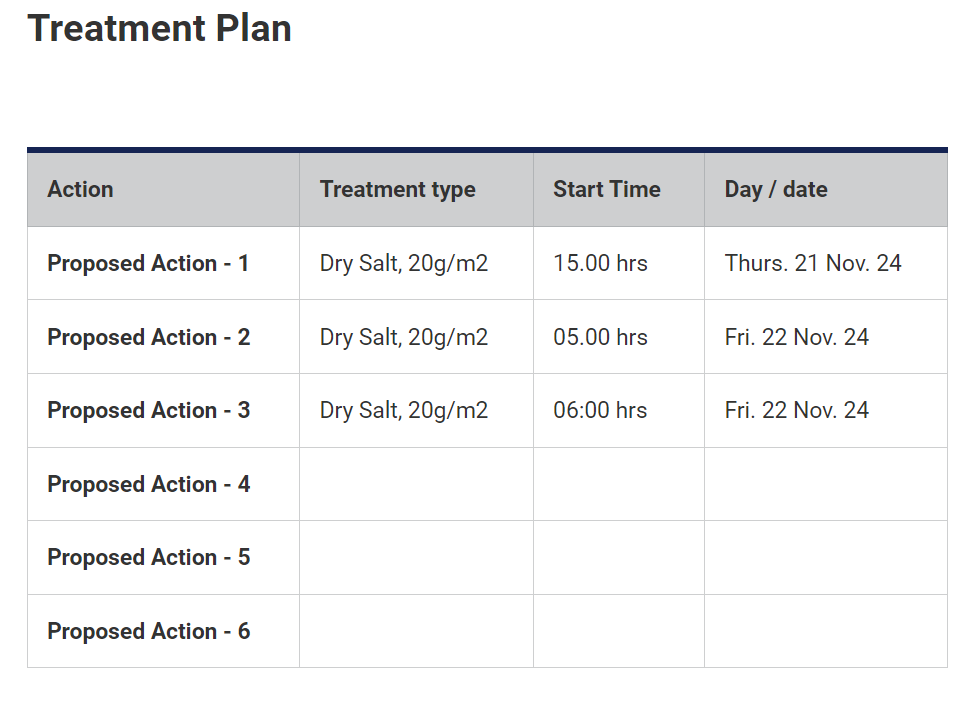 Treatment Plan
Action Treatment type Start Time Day / date
Proposed Action - 1 Dry Salt, 20g/m2 15.00 hrs Thurs. 21 Nov. 24
Proposed Action - 2 Dry Salt, 20g/m2 05.00 hrs Fri. 22 Nov. 24
Proposed Action - 3 Dry Salt, 20g/m2 06:00 hrs Fri. 22 Nov. 24
Proposed Action - 4
Proposed Action - 5
Proposed Action - 6